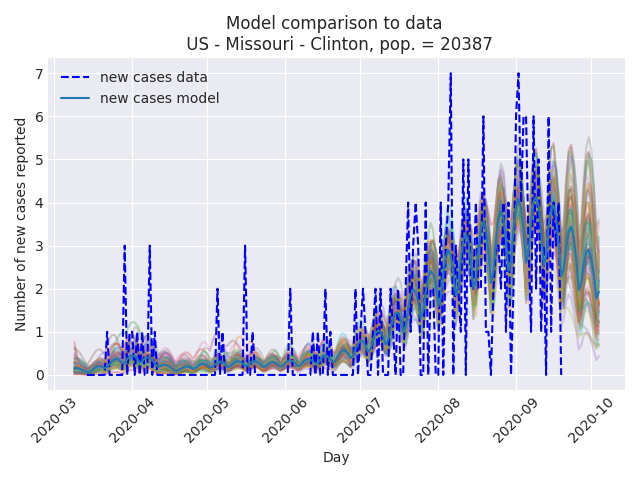 Model comparison to data
US - Missouri - Clinton, pop. = 20387
new cases data
new cases model
Number of new cases reported
7
6
5
4
3
2
1
0
2020-03
2020-04
2020-05
2020-06
2020-07
2020-08
2020-09
2020-10
Day